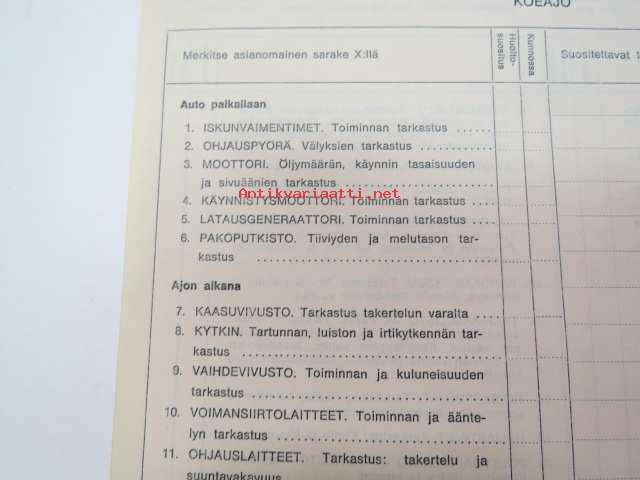 KOEAJO
Merkitse asianomainen sarake X:llä
Huolto-
suositus
Kunnossa
Suositeltavat
Auto paikallaan
1. ISKUNVAIMENTIMET. Toiminnan tarkastus ......
2. OHJAUSPYÖRÄ. Välyksien tarkastus ..........
3. MOOTTORI. Öljymäärän, käynnin tasaisuuden
ja sivuäänien tarkastus ....................
Antikvariaatti.net
4. KÄYNNISTYSMOOTTORI. Toiminnan tarkastus
5. LATAUSGENERAATTORI. Toiminnan tarkastus .
6. PAKOPUTKISTO. Tiiviyden ja melutason tar-
kastus ....................................
Ajon aikana
7. KAASUVIVUSTO. Tarkastus takertelun varalta ....
8. KYTKIN. Tartunnan, luiston ja irtikytkennän tar-
kastus ......................................
9. VAIHDEVIVUSTO. Toiminnan ja kuluneisuuden
tarkastus ...................................
10. VOIMANSIIRTOLAITTEET. Toiminnan ja äänte-
lyn tarkastus ................................
11. OHJAUSLAITTEET. Tarkastus: takertelu ja
suuntavakavuus